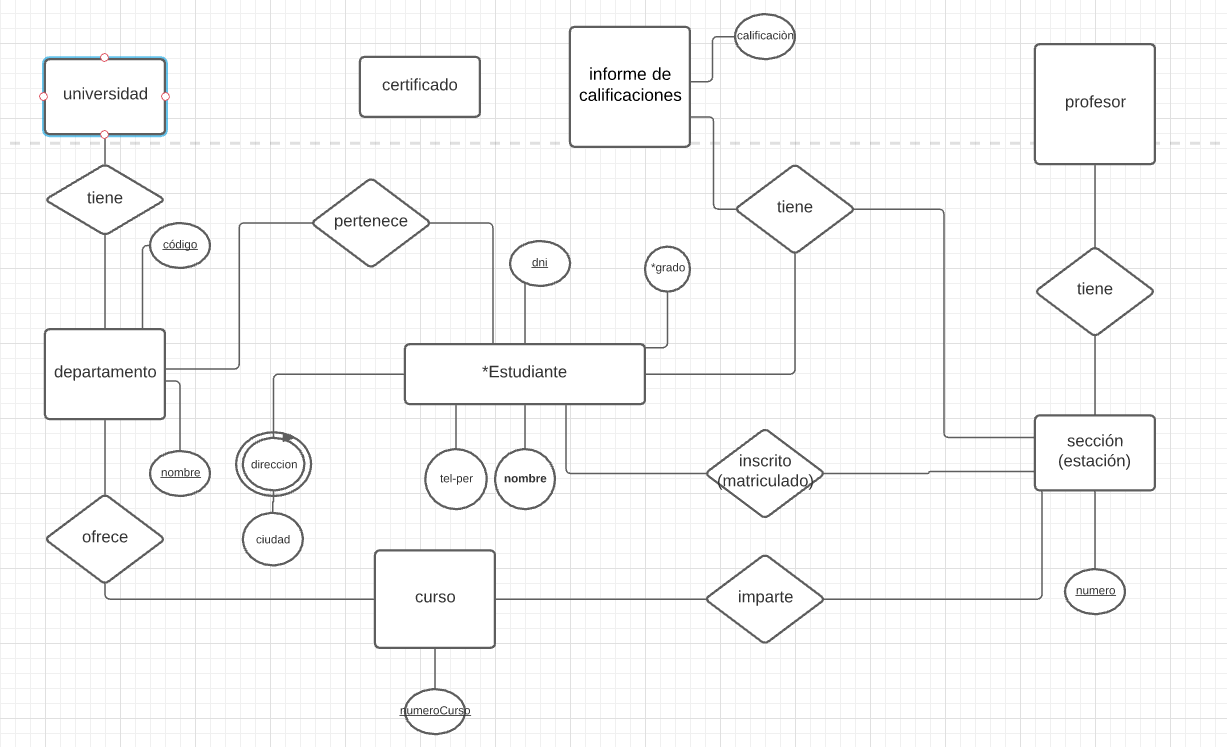 calificación
universidad
certificado
informe de
calificaciones
profesor
tiene
pertenece
tiene
código
dni
*grado
tiene
departamento
*Estudiante
sección
(estación)
direccion
nombre
tel-per
nombre
inscrito
(matriculado)
ofrece
ciudad
curso
imparte
numero
numeroCurso